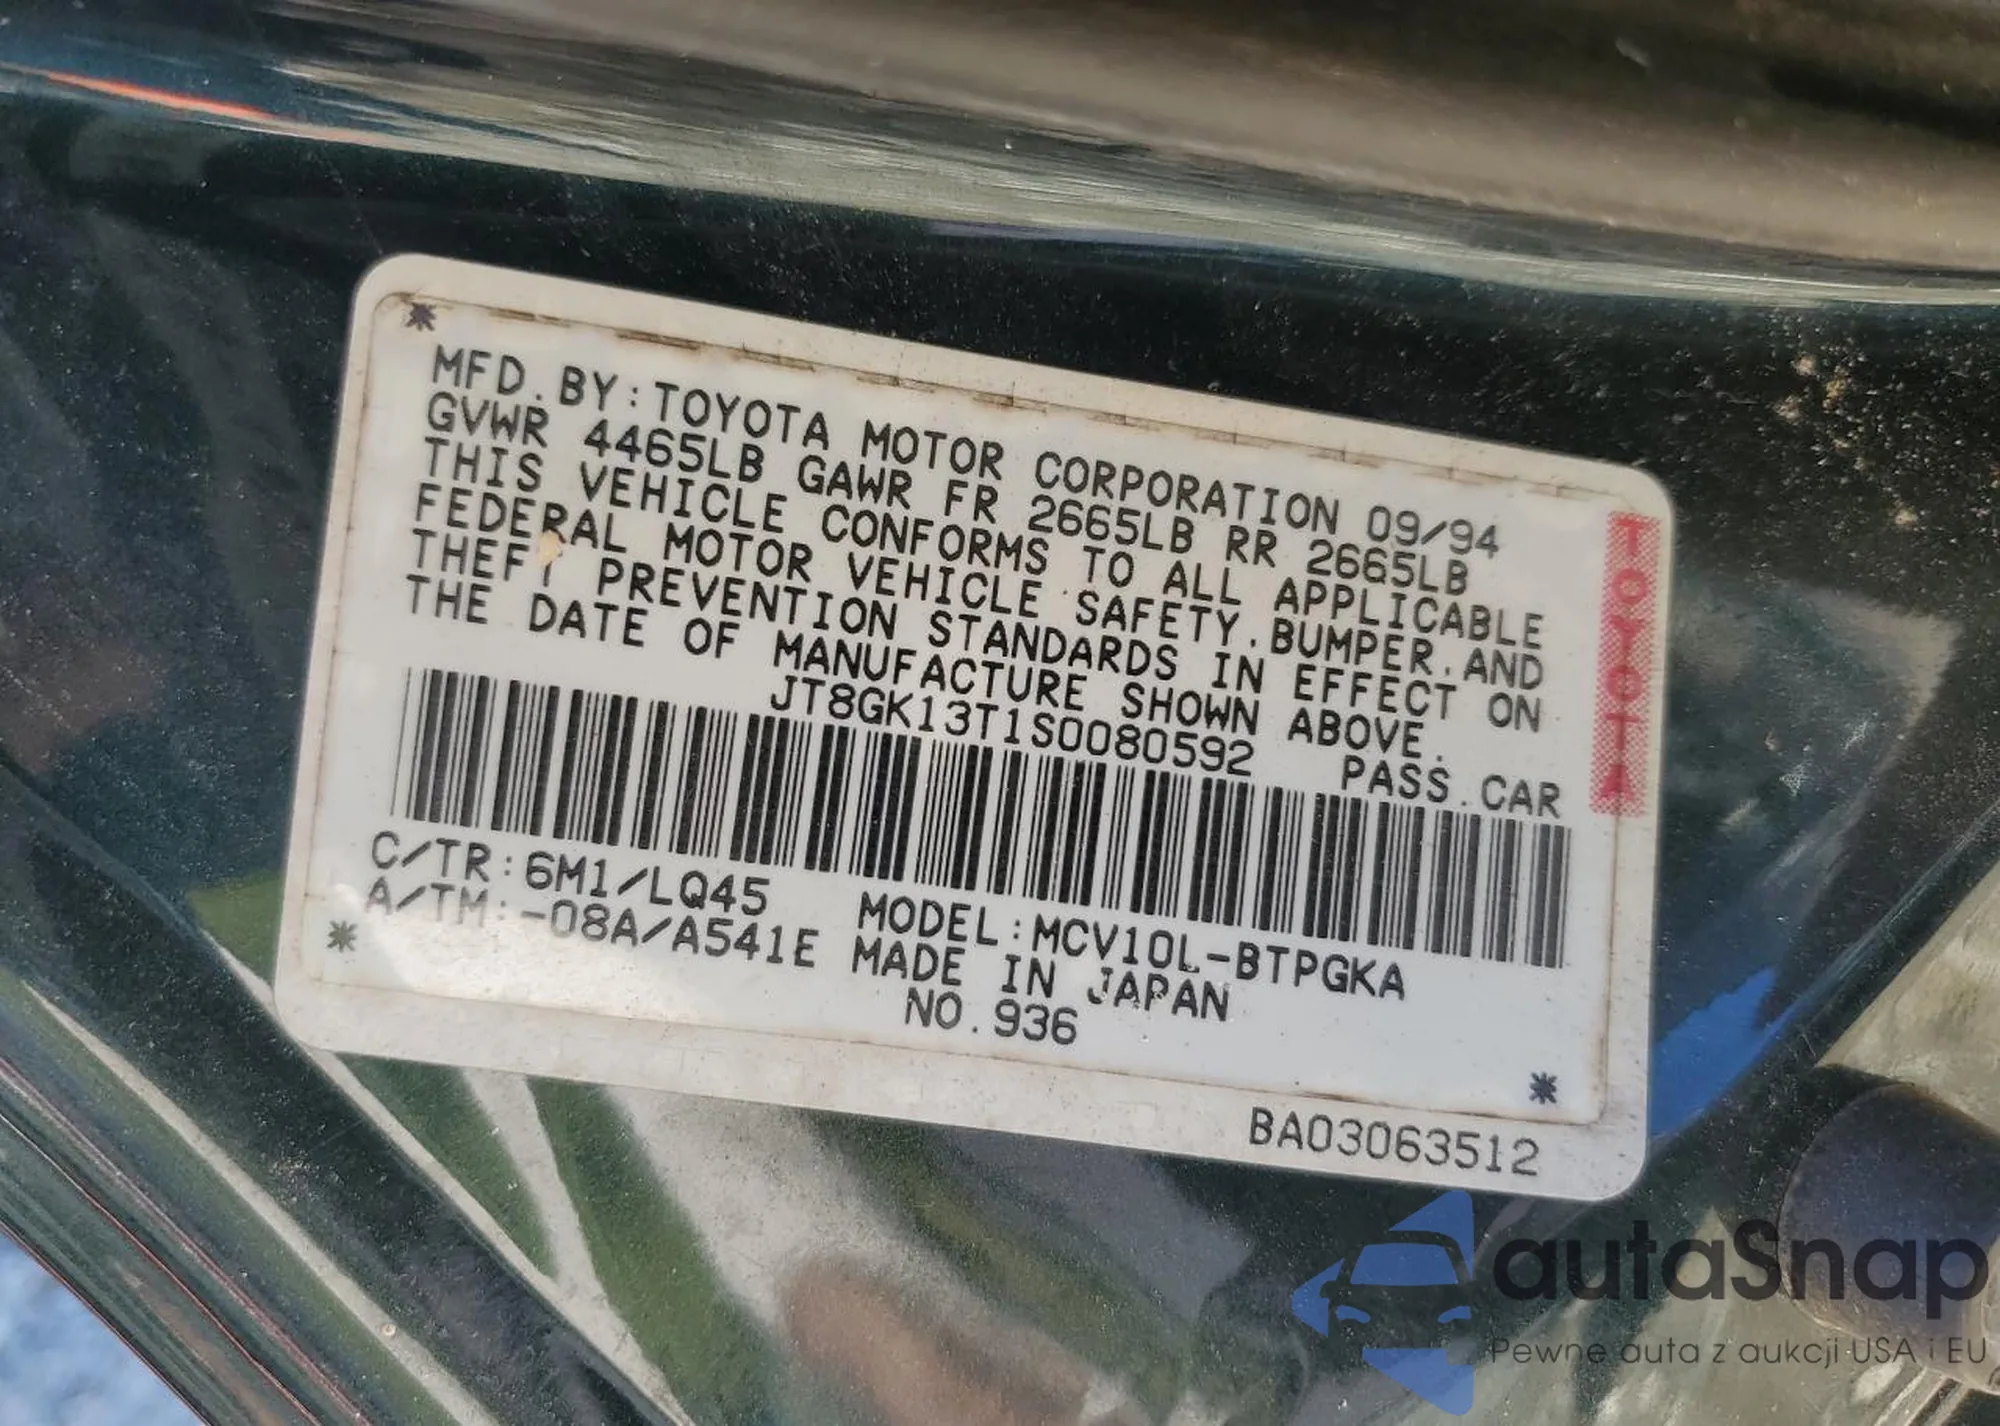 MFD.BY:TOYOTA MOTOR CORPORATION 09/94
GVWR 4465LB GAWR FR 2665LB RR 2665LB
THIS VEHICLE CONFORMS TO ALL APPLICABLE
FEDERAL MOTOR VEHICLE SAFETY.BUMPER.AND
THEFT PREVENTION STANDARDS IN EFFECT ON
THE DATE OF MANUFACTURE SHOWN ABOVE.
JT8GK13T1S0080592 PASS.CAR
C/TR:6M1/LQ45 MODEL:MCV10L-BTPGKA
A/TM:-08A/A541E MADE IN JAPAN
NO.936
TOYOTA
BA03063512
autoSnap
Pewne auta z aukcji USA i EU